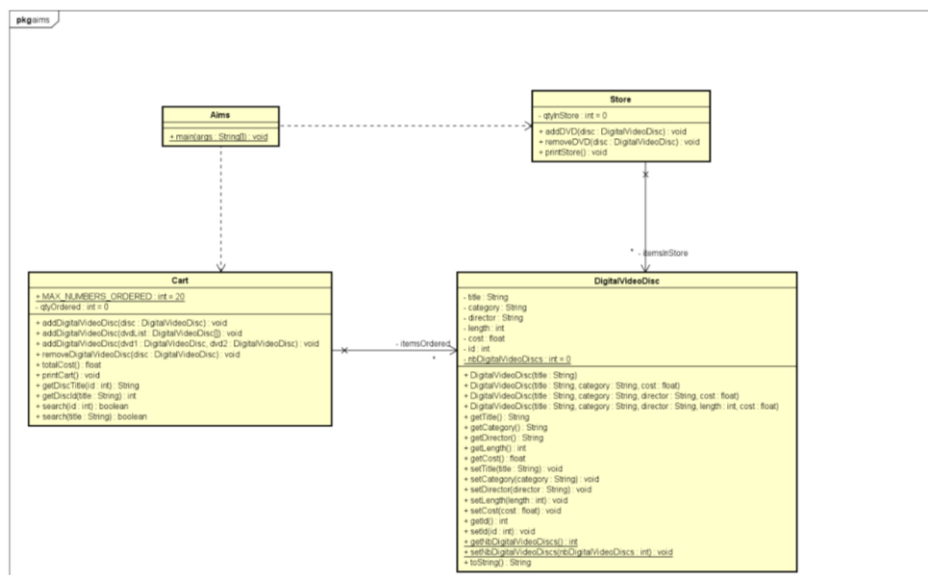 pkg aims
Aims
+ main(args : String[]) : void
Store
- qtyInStore : int = 0
+ addDVD(disc : DigitalVideoDisc) : void
+ removeDVD(disc : DigitalVideoDisc) : void
+ printStore() : void
* - itemsInStore
Cart
+ MAX_NUMBERS_ORDERED : int = 20
- qtyOrdered : int = 0
+ addDigitalVideoDisc(disc : DigitalVideoDisc) : void
+ addDigitalVideoDisc(dvdList : DigitalVideoDisc[]) : void
+ addDigitalVideoDisc(dvd1 : DigitalVideoDisc, dvd2 : DigitalVideoDisc) : void
+ removeDigitalVideoDisc(disc : DigitalVideoDisc) : void
+ totalCost() : float
+ printCart() : void
+ getDiscTitle(id : int) : String
+ getDiscId(title : String) : int
+ search(id : int) : boolean
+ search(title : String) : boolean
- itemsOrdered
*
DigitalVideoDisc
- title : String
- category : String
- director : String
- length : int
- cost : float
- id : int
- nbDigitalVideoDiscs : int = 0
+ DigitalVideoDisc(title : String)
+ DigitalVideoDisc(title : String, category : String, cost : float)
+ DigitalVideoDisc(title : String, category : String, director : String, cost : float)
+ DigitalVideoDisc(title : String, category : String, director : String, length : int, cost : float)
+ getTitle() : String
+ getCategory() : String
+ getDirector() : String
+ getLength() : int
+ getCost() : float
+ setTitle(title : String) : void
+ setCategory(category : String) : void
+ setDirector(director : String) : void
+ setLength(length : int) : void
+ setCost(cost : float) : void
+ getId() : int
+ setId(id : int) : void
+ getNbDigitalVideoDiscs() : int
+ setNbDigitalVideoDiscs(nbDigitalVideoDiscs : int) : void
+ toString() : String